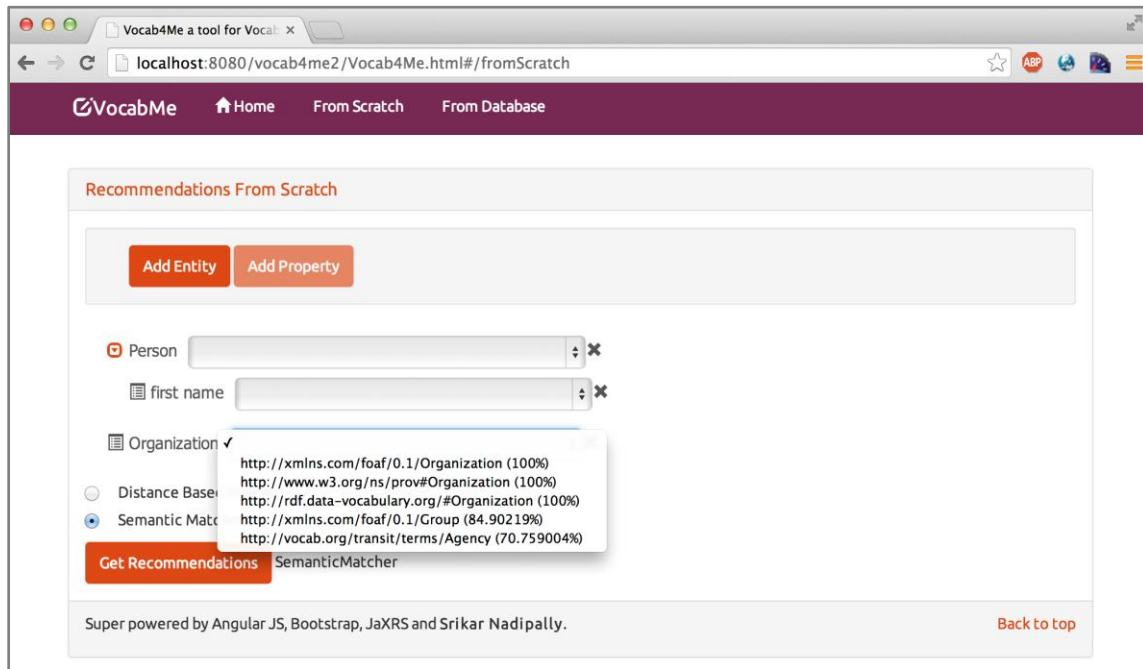 Vocab4Me a tool for Vocab
localhost:8080/vocab4me2/Vocab4Me.html#/fromScratch
ABP
VocabMe Home From Scratch From Database
Recommendations From Scratch
Add Entity Add Property
Person
first name
Organization
http://xmlns.com/foaf/0.1/Organization (100%)
http://www.w3.org/ns/prov#Organization (100%)
http://rdf.data-vocabulary.org/#Organization (100%)
http://xmlns.com/foaf/0.1/Group (84.90219%)
http://vocab.org/transit/terms/Agency (70.759004%)
Distance Base
Semantic Matc
Get Recommendations SemanticMatcher
Super powered by Angular JS, Bootstrap, JaXRS and Srikar Nadipally. Back to top